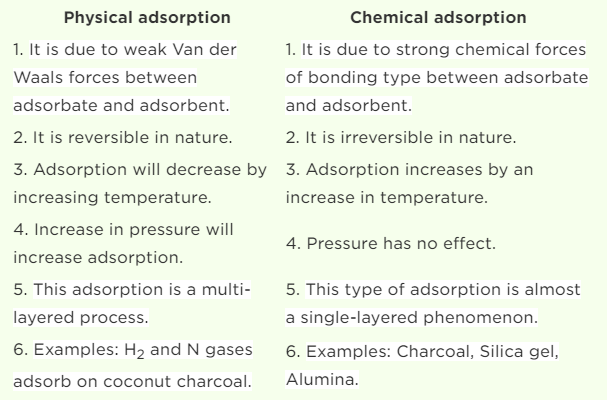 Physical adsorption
1. It is due to weak Van der
Waals forces between
adsorbate and adsorbent.
2. It is reversible in nature.
3. Adsorption will decrease by
increasing temperature.
4. Increase in pressure will
increase adsorption.
5. This adsorption is a multi-
layered process.
6. Examples: H₂ and N gases
adsorb on coconut charcoal.
Chemical adsorption
1. It is due to strong chemical forces
of bonding type between adsorbate
and adsorbent.
2. It is irreversible in nature.
3. Adsorption increases by an
increase in temperature.
4. Pressure has no effect.
5. This type of adsorption is almost
a single-layered phenomenon.
6. Examples: Charcoal, Silica gel,
Alumina.